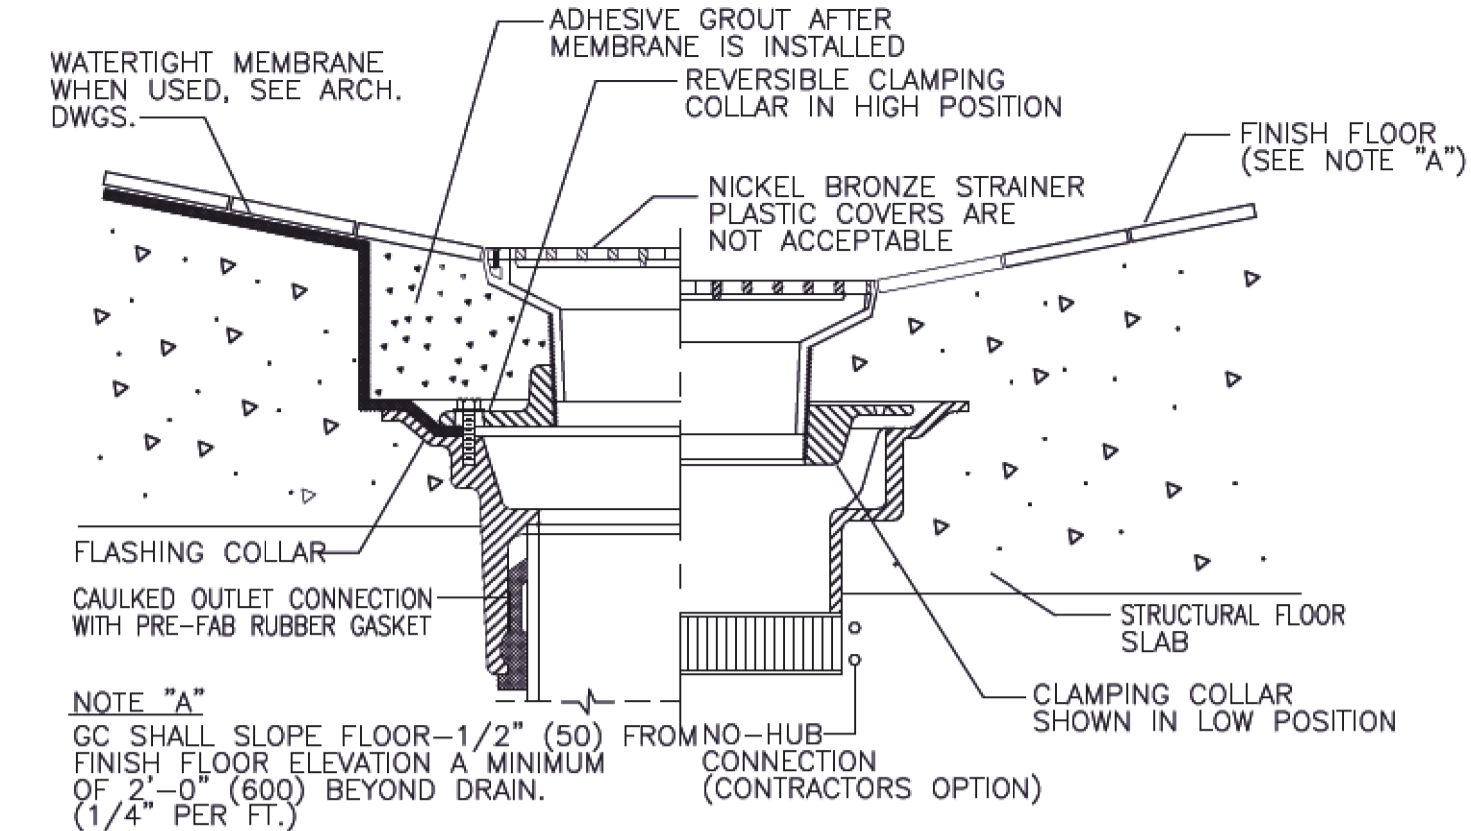 ADHESIVE GROUT AFTER
MEMBRANE IS INSTALLED
WATERTIGHT MEMBRANE
WHEN USED, SEE ARCH.
DWGS.
REVERSIBLE CLAMPING
COLLAR IN HIGH POSITION
FINISH FLOOR
(SEE NOTE "A")
NICKEL BRONZE STRAINER
PLASTIC COVERS ARE
NOT ACCEPTABLE
FLASHING COLLAR
CAULKED OUTLET CONNECTION
WITH PRE-FAB RUBBER GASKET
STRUCTURAL FLOOR
SLAB
CLAMPING COLLAR
SHOWN IN LOW POSITION
NOTE "A"
GC SHALL SLOPE FLOOR-1/2" (50) FROM
FINISH FLOOR ELEVATION A MINIMUM
OF 2'-0" (600) BEYOND DRAIN.
(1/4" PER FT.)
NO-HUB
CONNECTION
(CONTRACTORS OPTION)